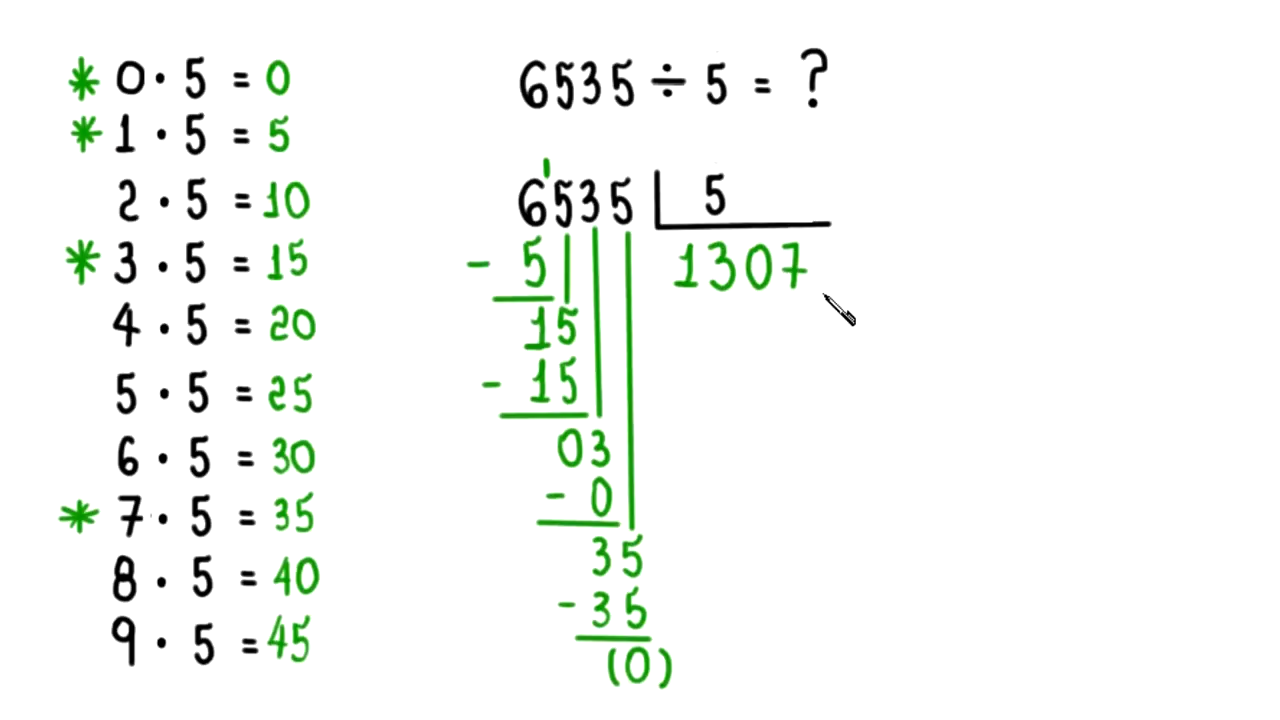 * 0 · 5 = 0
* 1 · 5 = 5
2 · 5 = 10
* 3 · 5 = 15
4 · 5 = 20
5 · 5 = 25
6 · 5 = 30
* 7 · 5 = 35
8 · 5 = 40
9 · 5 = 45
6535 ÷ 5 = ?
6'535 5
- 5 1307
15
- 15
03
- 0
35
- 35
(0)